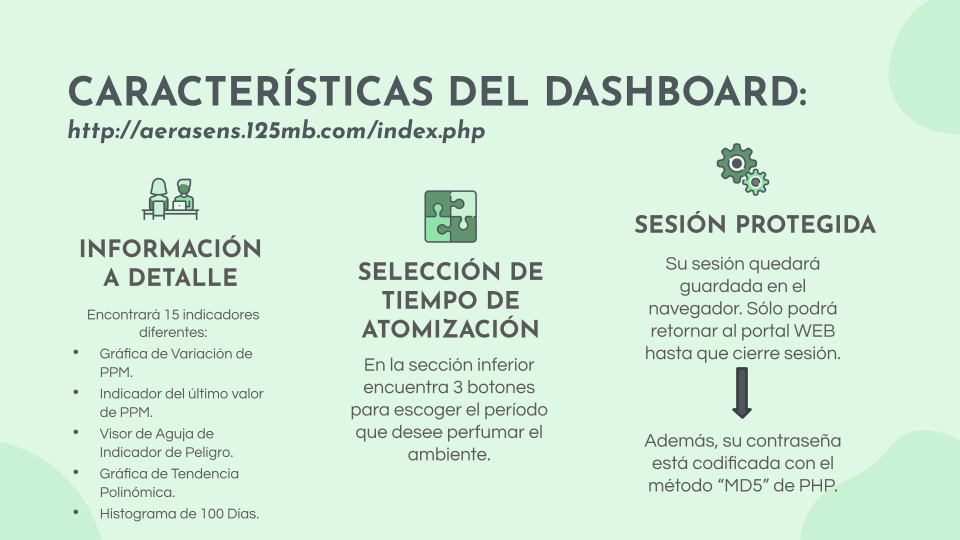 CARACTERÍSTICAS DEL DASHBOARD:
http://aerasens.125mb.com/index.php
INFORMACIÓN
A DETALLE
Encontrará 15 indicadores
diferentes:
• Gráfica de Variación de
PPM.
• Indicador del último valor
de PPM.
• Visor de Aguja de
Indicador de Peligro.
• Gráfica de Tendencia
Polinómica.
• Histograma de 100 Días.
SELECCIÓN DE
TIEMPO DE
ATOMIZACIÓN
En la sección inferior
encuentra 3 botones
para escoger el período
que desee perfumar el
ambiente.
SESIÓN PROTEGIDA
Su sesión quedará
guardada en el
navegador. Sólo podrá
retornar al portal WEB
hasta que cierre sesión.
Además, su contraseña
está codificada con el
método “MD5” de PHP.